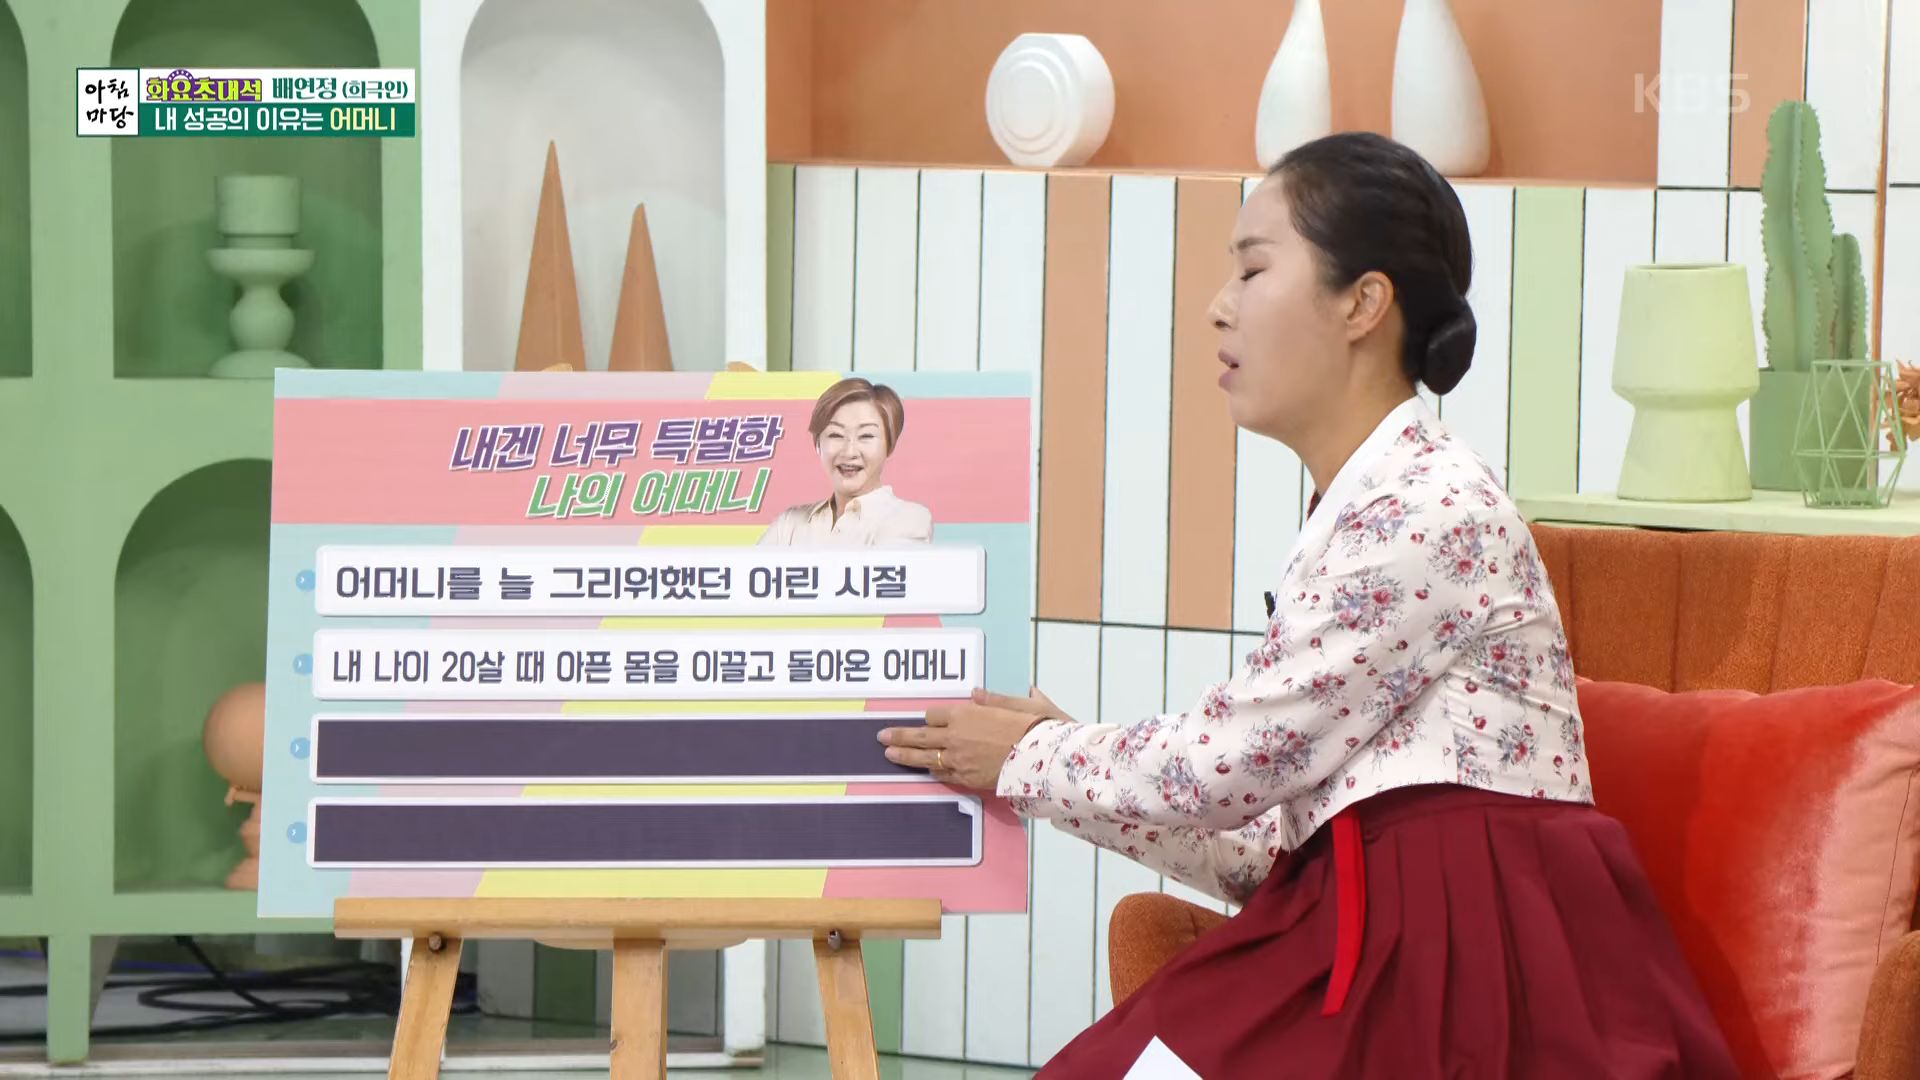 아침
마당
화요초대석 배연정 (희극인)
내 성공의 이유는 어머니
KBS
내겐 너무 특별한
나의 어머니
어머니를 늘 그리워했던 어린 시절
내 나이 20살 때 아픈 몸을 이끌고 돌아온 어머니